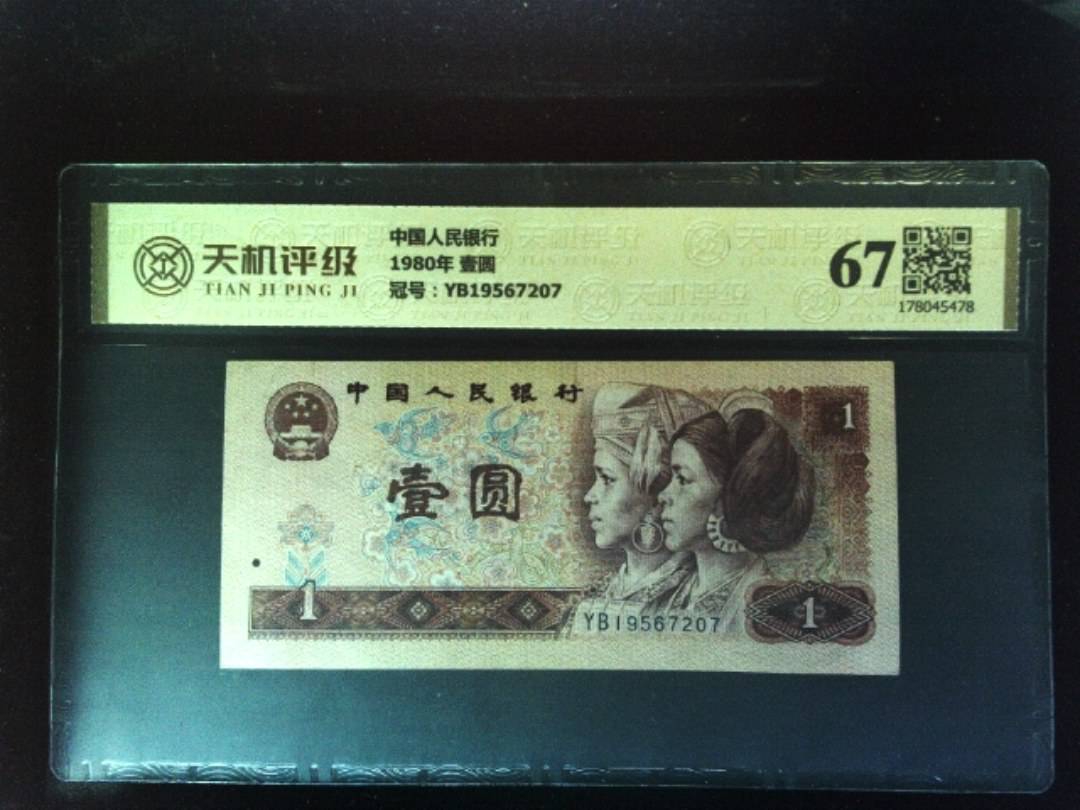 天机评级
TIAN JI PING JI
中国人民银行
1980年 壹圆
冠号：YB19567207
67
178045478
中国人民银行
1
壹圆
1
YB19567207
1